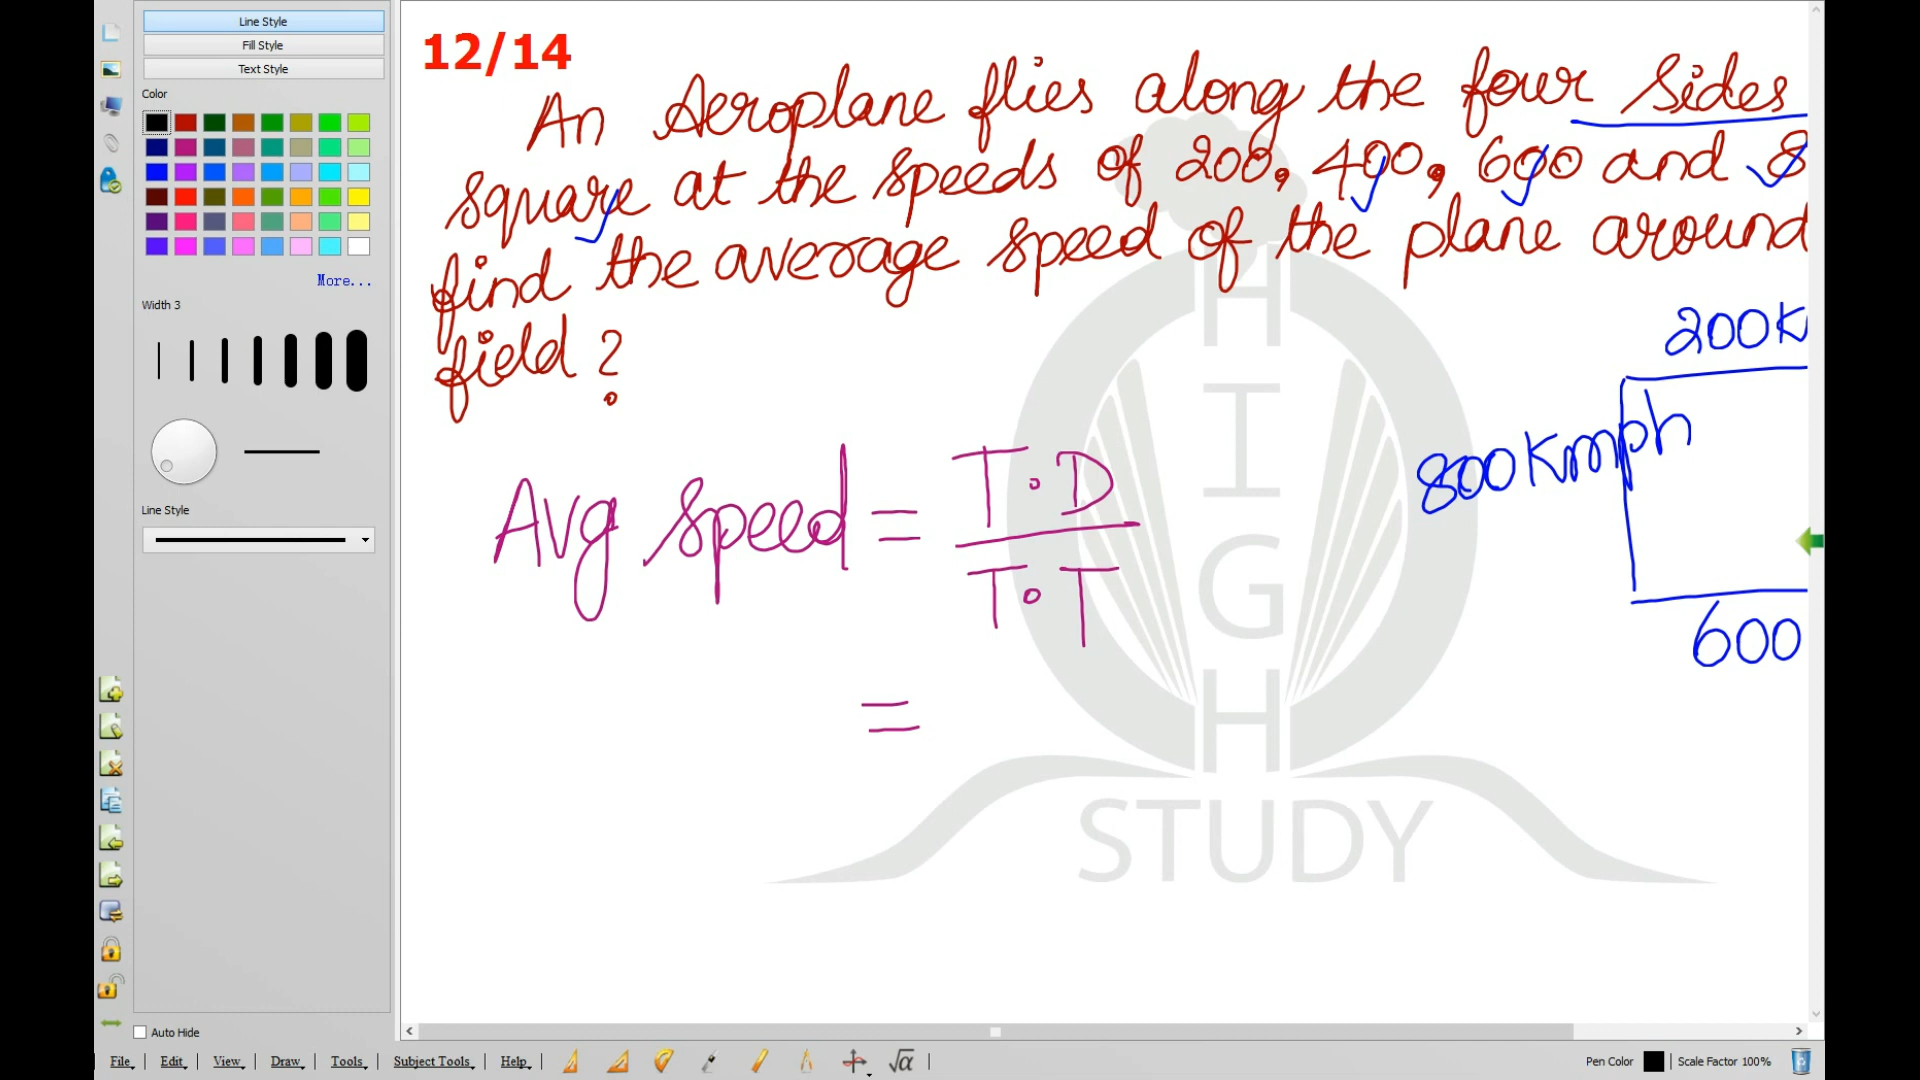 Line Style
Fill Style
Text Style
Color
More...
Width 3
Line Style
Auto Hide
12/14
An Aeroplane flies along the four sides
square at the speeds of 200, 400, 600 and 8
find the average speed of the plane around
field ?
200K
800Kmph
600
Avg speed = T.D
T.T
=
HIGH
STUDY
File Edit View Draw Tools Subject Tools Help
Pen Color Scale Factor 100%